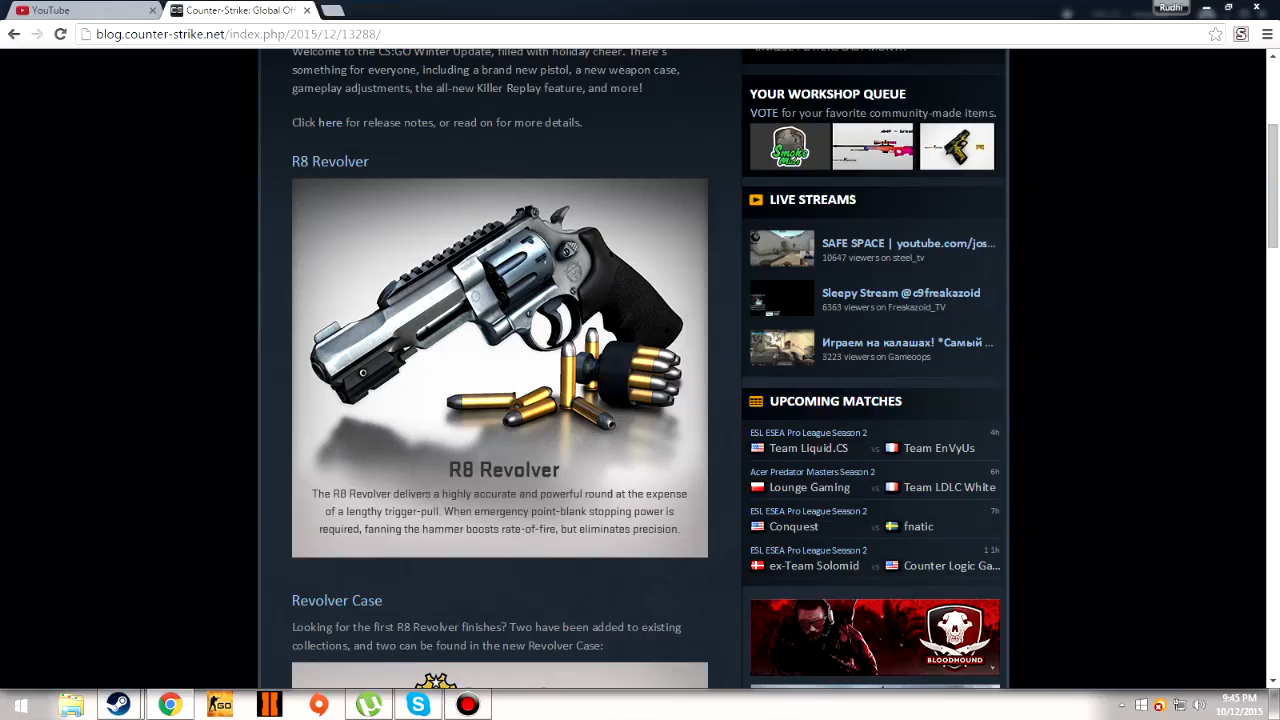 YouTube
Counter-Strike: Global Off
Rudhi
blog.counter-strike.net/index.php/2015/12/13288/
Welcome to the CS:GO Winter Update, filled with holiday cheer. There's
something for everyone, including a brand new pistol, a new weapon case,
gameplay adjustments, the all-new Killer Replay feature, and more!
Click here for release notes, or read on for more details.
R8 Revolver
R8 Revolver
The R8 Revolver delivers a highly accurate and powerful round at the expense
of a lengthy trigger-pull. When emergency point-blank stopping power is
required, fanning the hammer boosts rate-of-fire, but eliminates precision.
Revolver Case
Looking for the first R8 Revolver finishes? Two have been added to existing
collections, and two can be found in the new Revolver Case:
YOUR WORKSHOP QUEUE
VOTE for your favorite community-made items.
LIVE STREAMS
SAFE SPACE | youtube.com/jos...
10647 viewers on steel_tv
Sleepy Stream @c9freakazoid
6363 viewers on Freakazoid_TV
Играем на калашах! *Самый ...
3223 viewers on Gameoops
UPCOMING MATCHES
ESL ESEA Pro League Season 2 4h
Team Liquid.CS vs Team EnVyUs
Acer Predator Masters Season 2 6h
Lounge Gaming vs Team LDLC White
ESL ESEA Pro League Season 2 7h
Conquest vs fnatic
ESL ESEA Pro League Season 2 11h
ex-Team Solomid vs Counter Logic Ga...
BLOODHOUND
9:45 PM
10/12/2015